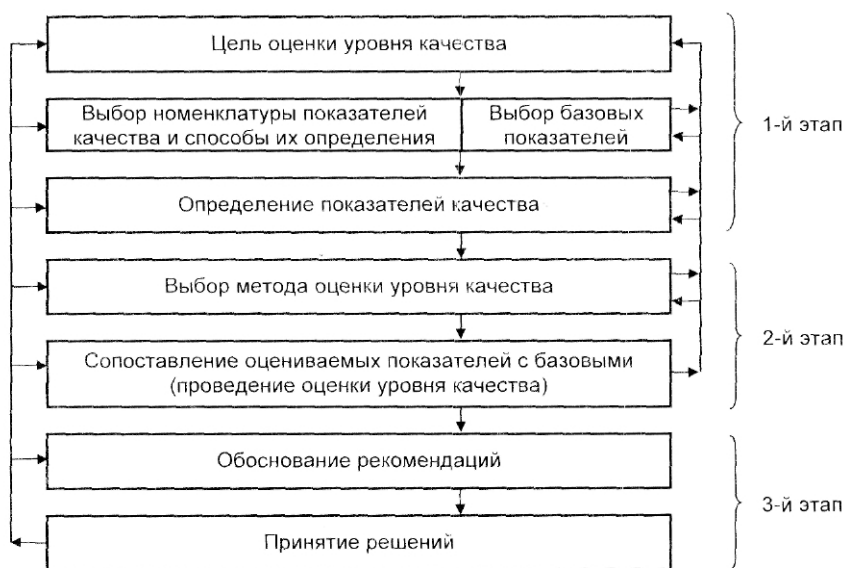 Цель оценки уровня качества
Выбор номенклатуры показателей
качества и способы их определения
Выбор базовых
показателей
1-й этап
Определение показателей качества
Выбор метода оценки уровня качества
2-й этап
Сопоставление оцениваемых показателей с базовыми
(проведение оценки уровня качества)
Обоснование рекомендаций
3-й этап
Принятие решений